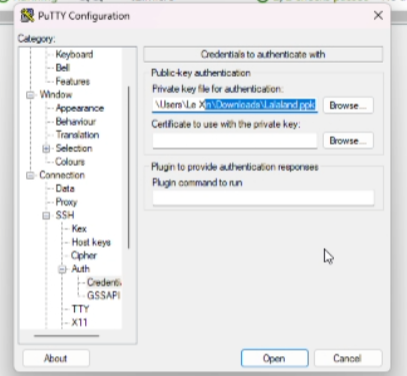 PuTTY Configuration
Category:
Keyboard
Bell
Features
Window
Appearance
Behaviour
Translation
Selection
Colours
Connection
Data
Proxy
SSH
Kex
Host keys
Cipher
Auth
Credenti
GSSAPI
TTY
X11
Credentials to authenticate with
Public-key authentication
Private key file for authentication:
\Users\Le Xin\Downloads\Lalaland.ppk
Browse...
Certificate to use with the private key:
Browse...
Plugin to provide authentication responses
Plugin command to run
About
Open
Cancel